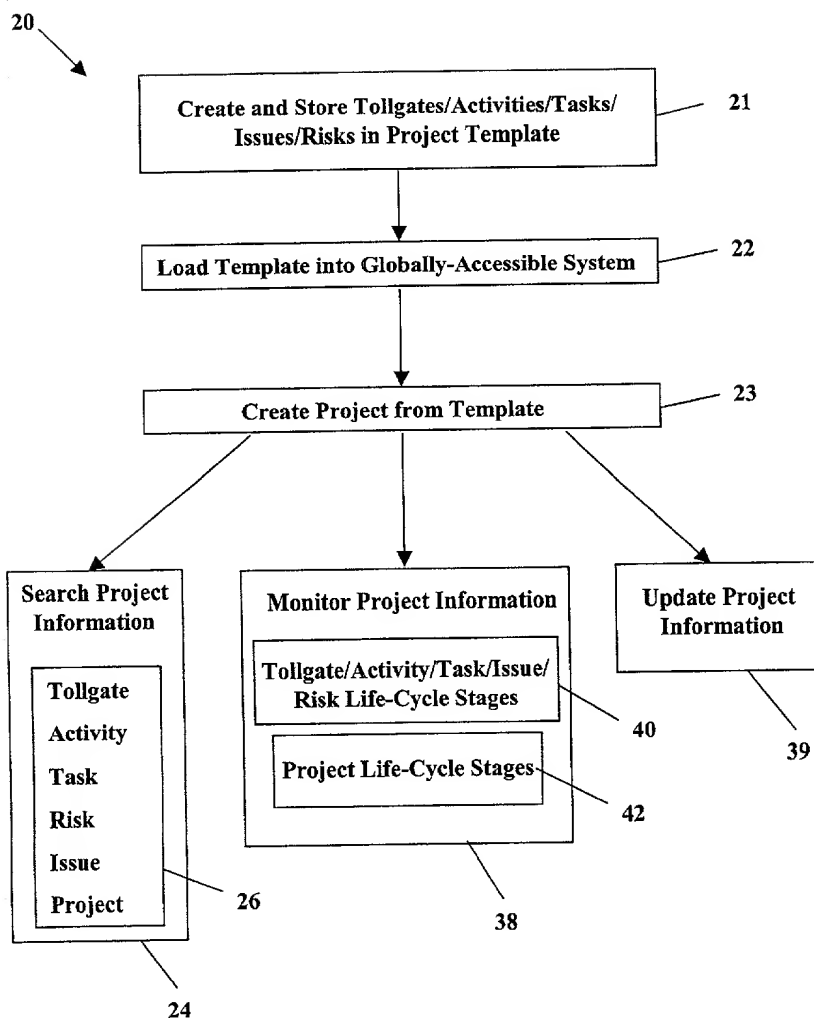 20
Create and Store Tollgates/Activities/Tasks/
Issues/Risks in Project Template
21
Load Template into Globally-Accessible System
22
Create Project from Template
23
Search Project
Information
Tollgate
Activity
Task
Risk
Issue
Project
26
24
Monitor Project Information
Tollgate/Activity/Task/Issue/
Risk Life-Cycle Stages
40
Project Life-Cycle Stages
42
38
Update Project
Information
39